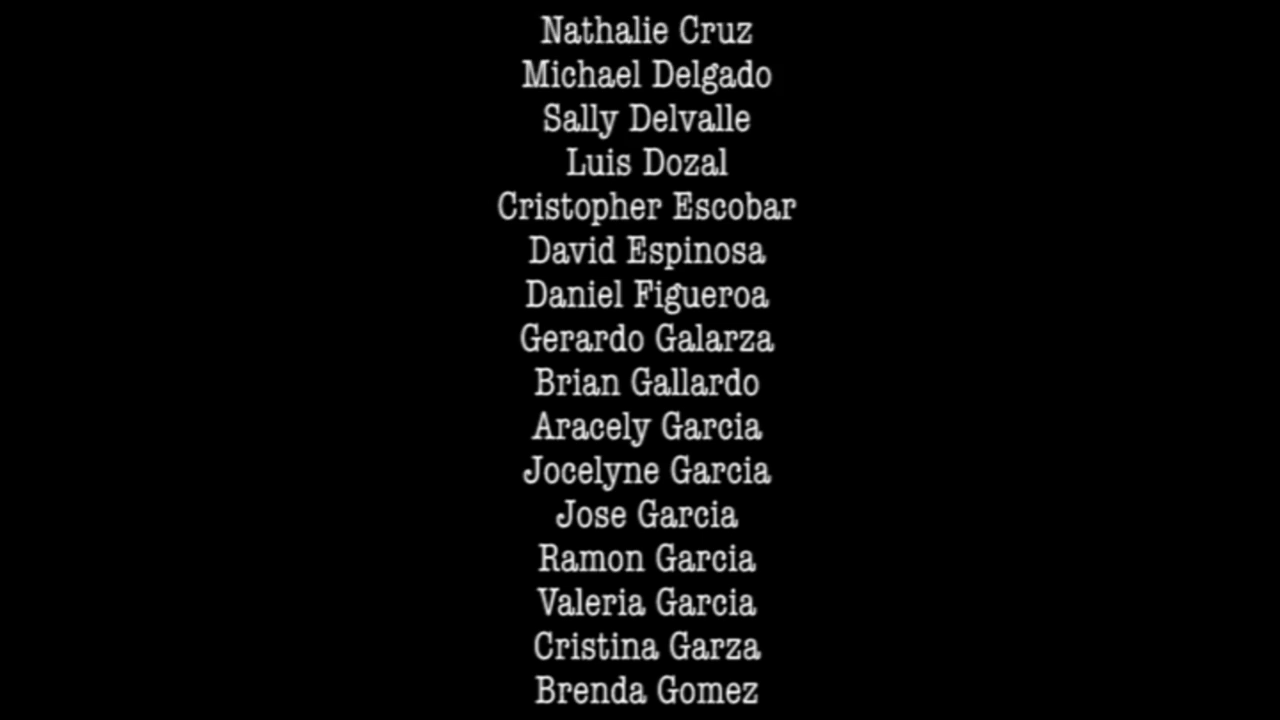 Nathalie Cruz
Michael Delgado
Sally Delvalle
Luis Dozal
Cristopher Escobar
David Espinosa
Daniel Figueroa
Gerardo Galarza
Brian Gallardo
Aracely Garcia
Jocelyne Garcia
Jose Garcia
Ramon Garcia
Valeria Garcia
Cristina Garza
Brenda Gomez